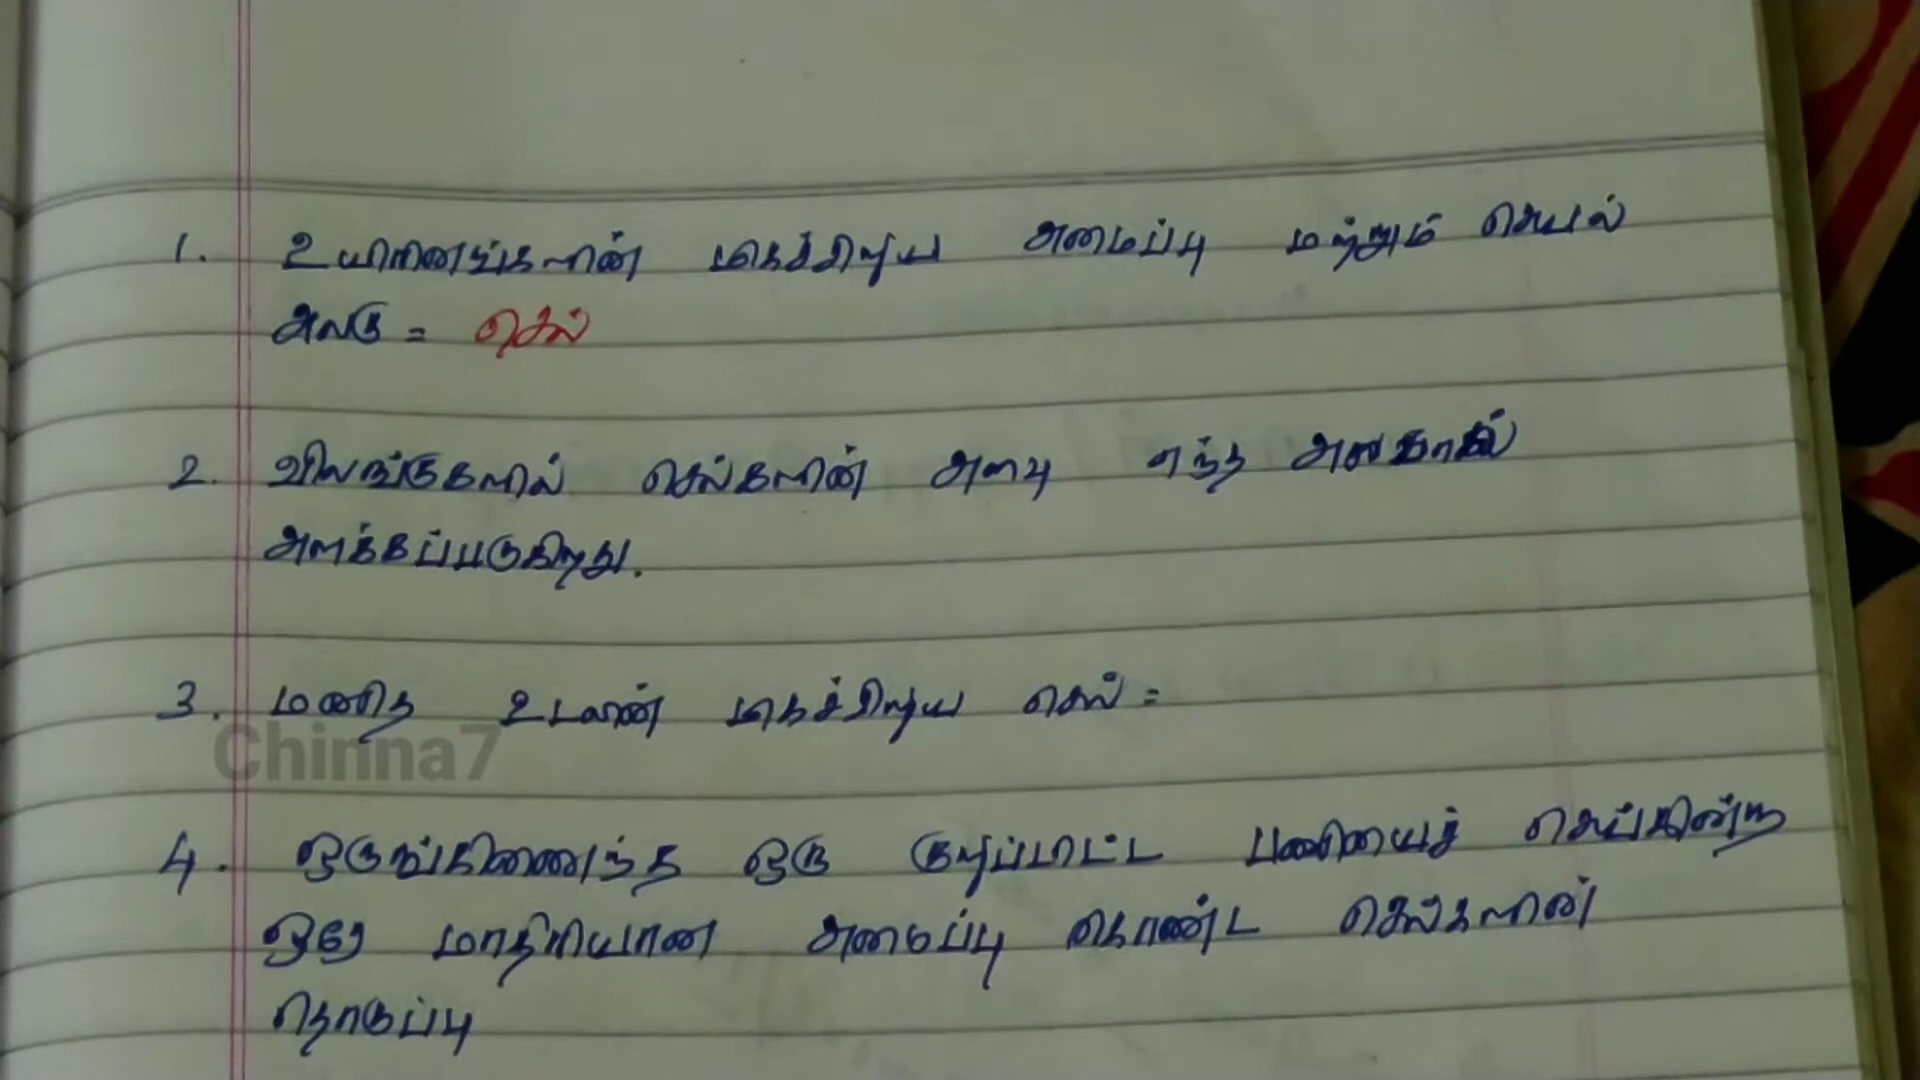 1. உயிரினங்களின் மிகச்சிறிய அமைப்பு மற்றும் செயல்
அலகு = செல்
2. விலங்குகளில் செல்களின் அளவு எந்த அலகால்
அளக்கப்படுகிறது.
3. மனித உடலின் மிகச்சிறிய செல் =
Chinna7
4. ஒருங்கிணைந்த ஒரு குறிப்பிட்ட பணியைச் செய்கின்ற
ஒரே மாதிரியான அமைப்பு கொண்ட செல்களின்
தொகுப்பு